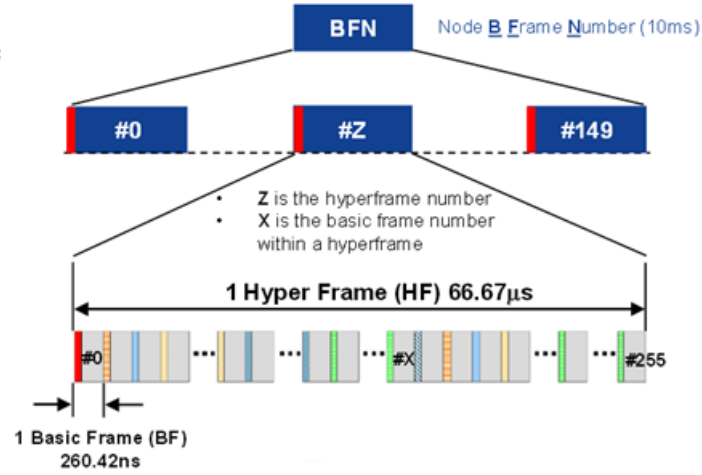 BFN
Node B Frame Number (10ms)
#0
#Z
#149
• Z is the hyperframe number
• X is the basic frame number
within a hyperframe
1 Hyper Frame (HF) 66.67μs
#0 ... ... ... #X ... ... #255
1 Basic Frame (BF)
260.42ns